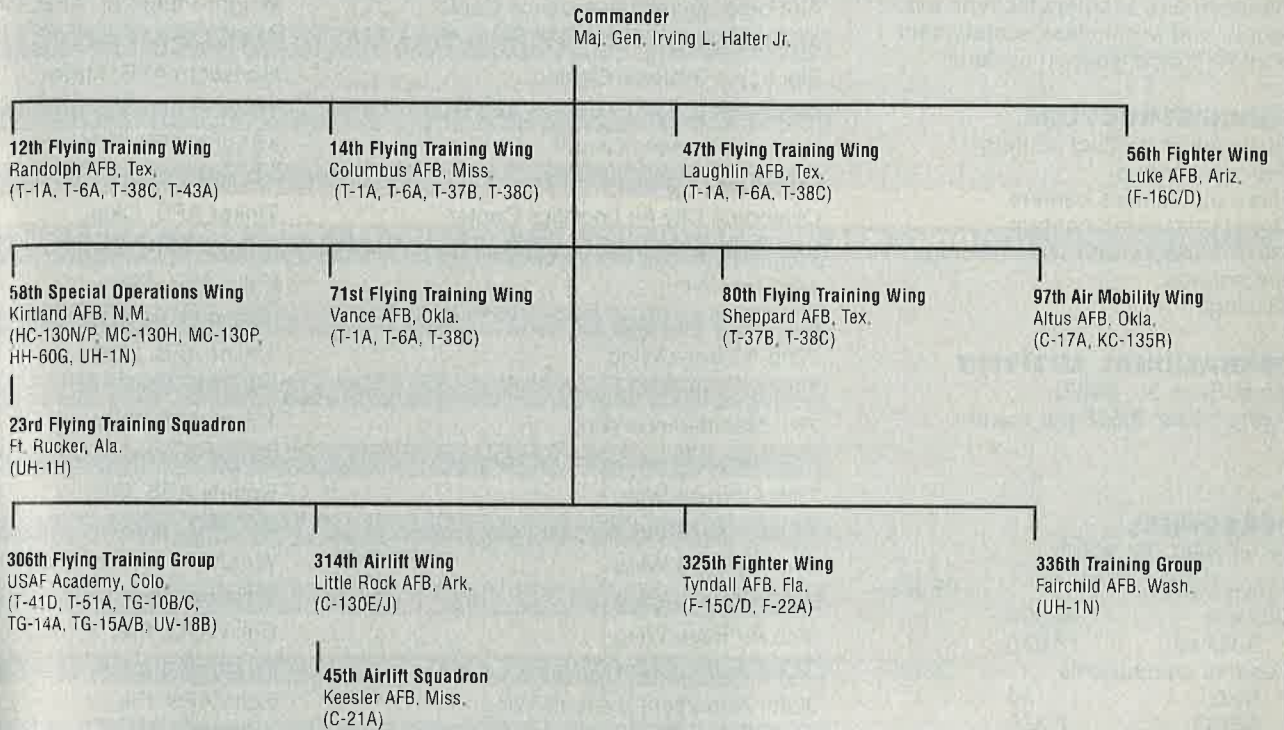 Commander
Maj. Gen. Irving L. Halter Jr.
12th Flying Training Wing
Randolph AFB, Tex.
(T-1A, T-6A, T-38C, T-43A)
14th Flying Training Wing
Columbus AFB, Miss.
(T-1A, T-6A, T-37B, T-38C)
47th Flying Training Wing
Laughlin AFB, Tex.
(T-1A, T-6A, T-38C)
56th Fighter Wing
Luke AFB, Ariz.
(F-16C/D)
58th Special Operations Wing
Kirtland AFB, N.M.
(HC-130N/P, MC-130H, MC-130P,
HH-60G, UH-1N)
71st Flying Training Wing
Vance AFB, Okla.
(T-1A, T-6A, T-38C)
80th Flying Training Wing
Sheppard AFB, Tex.
(T-37B, T-38C)
97th Air Mobility Wing
Altus AFB, Okla.
(C-17A, KC-135R)
23rd Flying Training Squadron
Ft. Rucker, Ala.
(UH-1H)
306th Flying Training Group
USAF Academy, Colo.
(T-41D, T-51A, TG-10B/C,
TG-14A, TG-15A/B, UV-18B)
314th Airlift Wing
Little Rock AFB, Ark.
(C-130E/J)
325th Fighter Wing
Tyndall AFB, Fla.
(F-15C/D, F-22A)
336th Training Group
Fairchild AFB, Wash.
(UH-1N)
45th Airlift Squadron
Keesler AFB, Miss.
(C-21A)